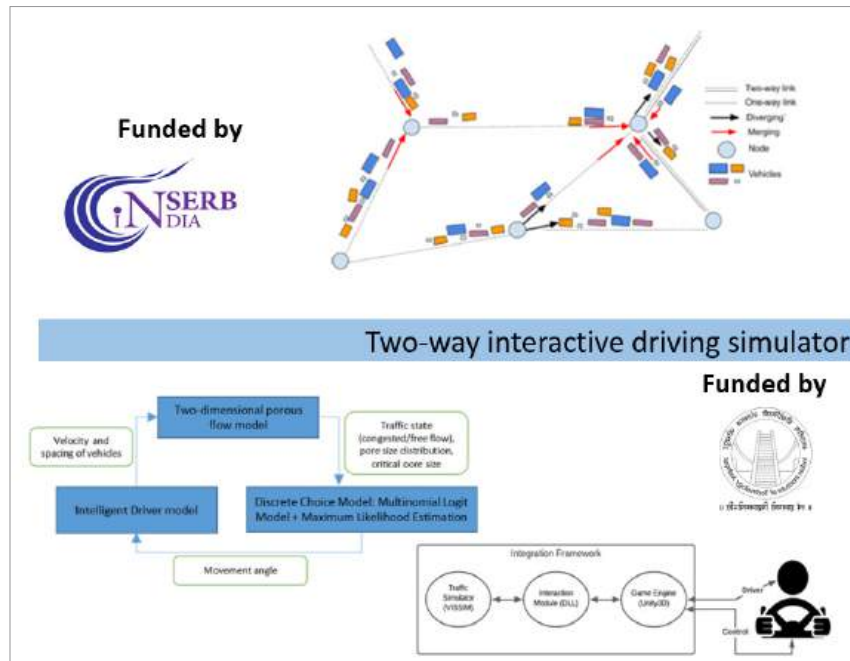 Funded by
iNSERB
NDIA
Two-way link
One-way link
Diverging
Merging
Node
Vehicles
Two-way interactive driving simulator
Funded by
Two-dimensional porous
flow model
Velocity and
spacing of vehicles
Traffic state
(congested/free flow),
pore size distribution,
critical pore size
Intelligent Driver model
Discrete Choice Model: Multinomial Logit
Model + Maximum Likelihood Estimation
Movement angle
Integration Framework
Traffic
Simulator
(VISSIM)
Interaction
Module (DLL)
Game Engine
(Unity3D)
Driver
Control